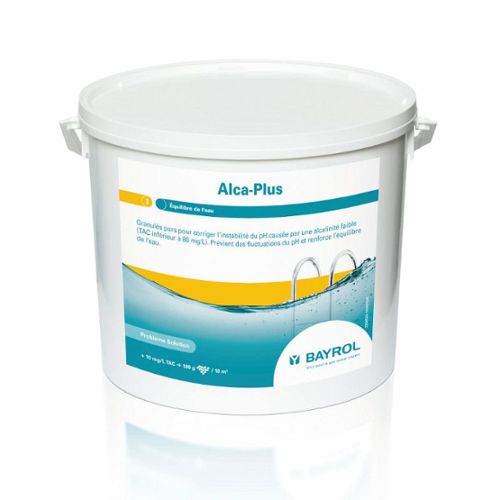 Alca-Plus
1 Équilibre de l'eau
Granulés purs pour corriger l'instabilité du pH causée par une alcalinité faible
(TAC inférieur à 80 mg/L). Prévient des fluctuations du pH et renforce l'équilibre
de l'eau.
Problème Solution
BAYROL
+ 10 mg/L TAC → 180 g / 10 m³